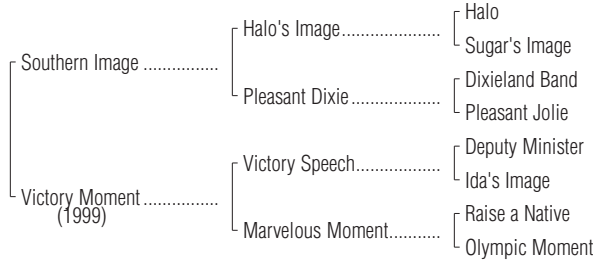 Halo
Halo's Image.....................
Sugar's Image
Southern Image ................
Dixieland Band
Pleasant Dixie ...................
Pleasant Jolie
Deputy Minister
Victory Speech..................
Ida's Image
Victory Moment ................
(1999)
Raise a Native
Marvelous Moment...........
Olympic Moment